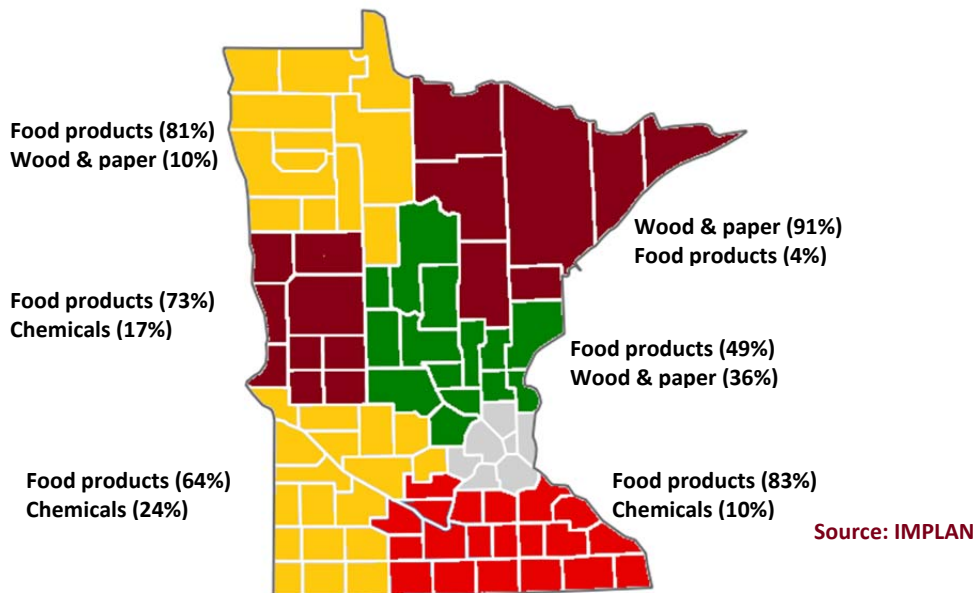 Food products (81%)
Wood & paper (10%)
Wood & paper (91%)
Food products (4%)
Food products (73%)
Chemicals (17%)
Food products (49%)
Wood & paper (36%)
Food products (64%)
Chemicals (24%)
Food products (83%)
Chemicals (10%)
Source: IMPLAN